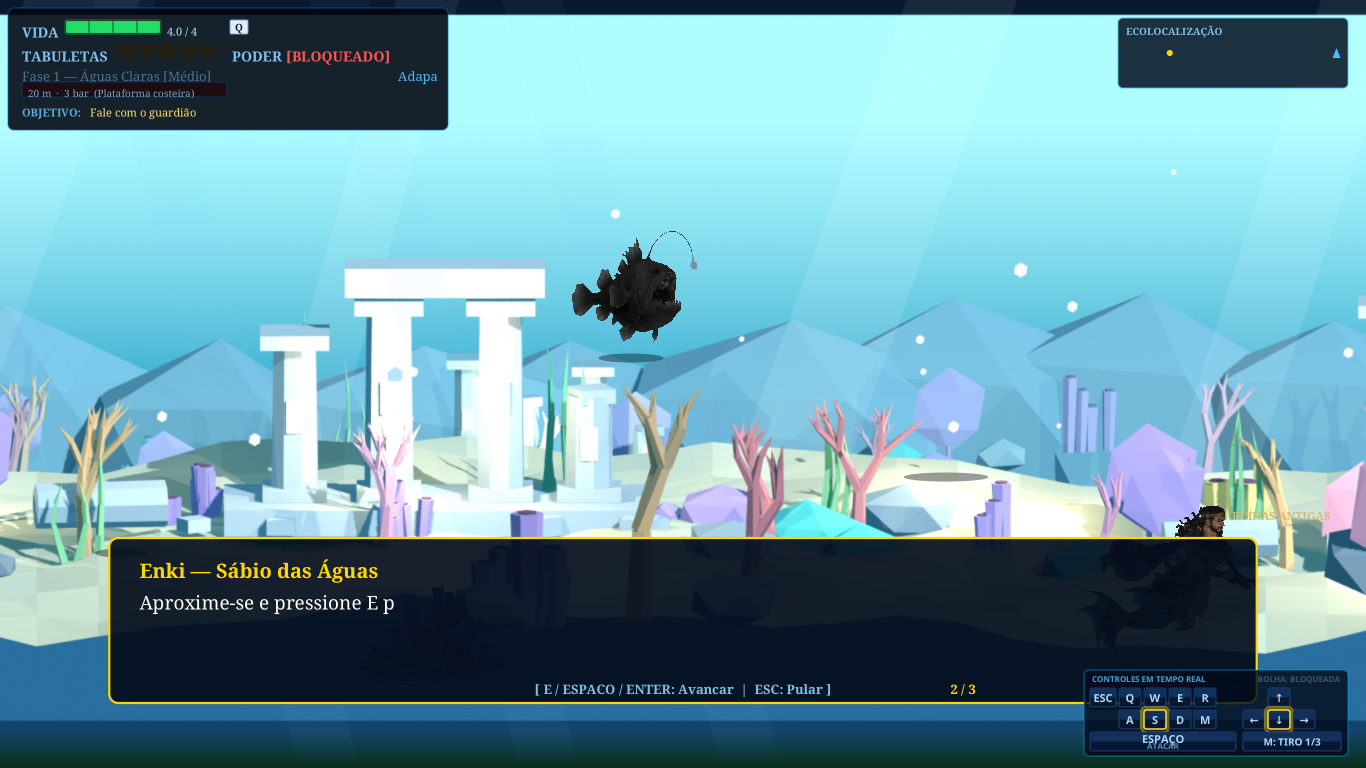 VIDA 4.0 / 4 Q
TABULETAS PODER [BLOQUEADO]
Fase 1 — Águas Claras [Médio] Adapa
20 m · 3 bar (Plataforma costeira)
OBJETIVO: Fale com o guardião
ECOLOCALIZAÇÃO
RUÍNAS ANTIGAS
Enki — Sábio das Águas
Aproxime-se e pressione E p
[ E / ESPACO / ENTER: Avancar | ESC: Pular ] 2 / 3
CONTROLES EM TEMPO REAL BOLHA: BLOQUEADA
ESC Q W E R ↑
A S D M ← ↓ →
ESPAÇO
ATACAR
M: TIRO 1/3